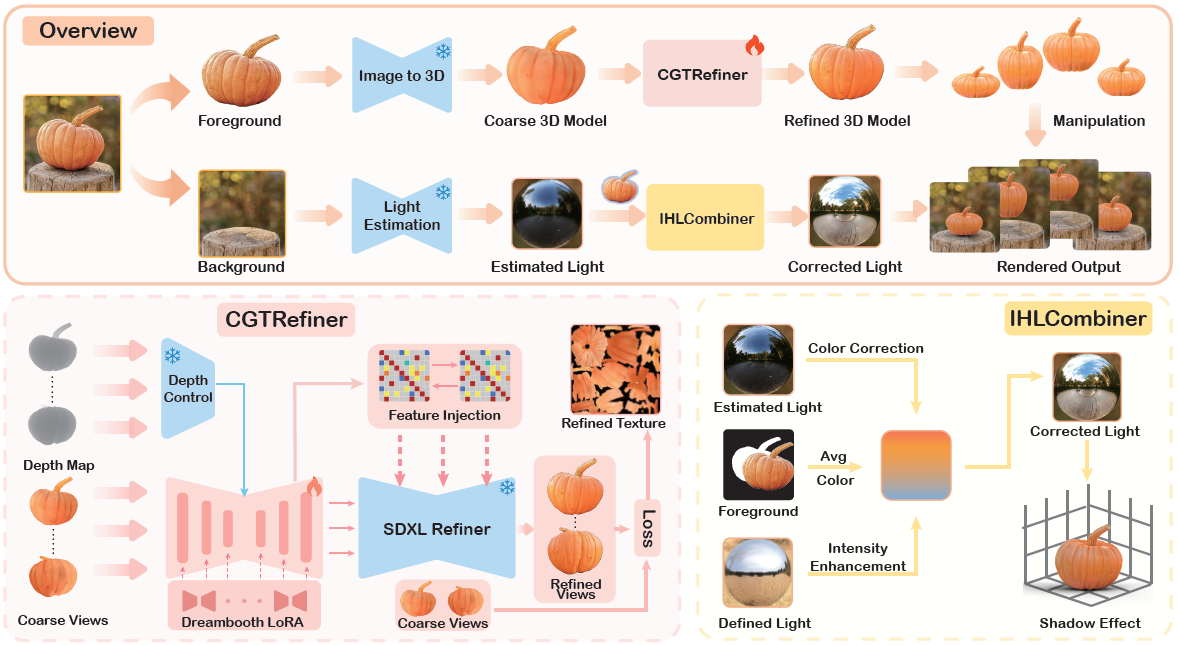 Overview
Foreground
Image to 3D
Coarse 3D Model
CGTRefiner
Refined 3D Model
Manipulation
Background
Light
Estimation
Estimated Light
IHLCombiner
Corrected Light
Rendered Output
CGTRefiner
Depth Map
Depth
Control
Feature Injection
Refined Texture
Coarse Views
Dreambooth LoRA
SDXL Refiner
Coarse Views
Refined
Views
Loss
IHLCombiner
Estimated Light
Color Correction
Foreground
Avg
Color
Defined Light
Intensity
Enhancement
Corrected Light
Shadow Effect